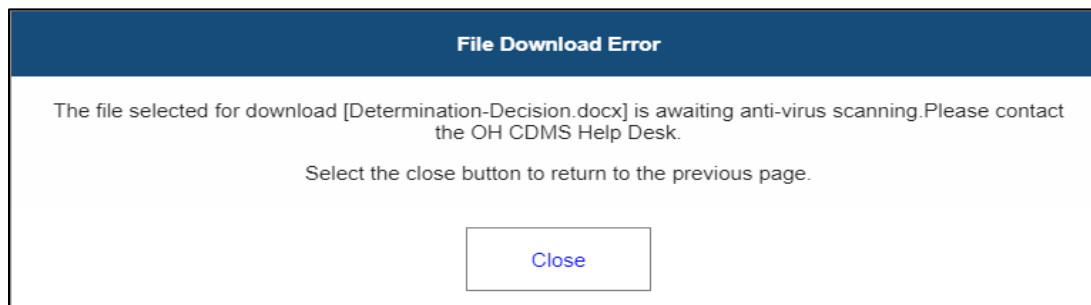 File Download Error
The file selected for download [Determination-Decision.docx] is awaiting anti-virus scanning.Please contact
the OH CDMS Help Desk.
Select the close button to return to the previous page.
Close